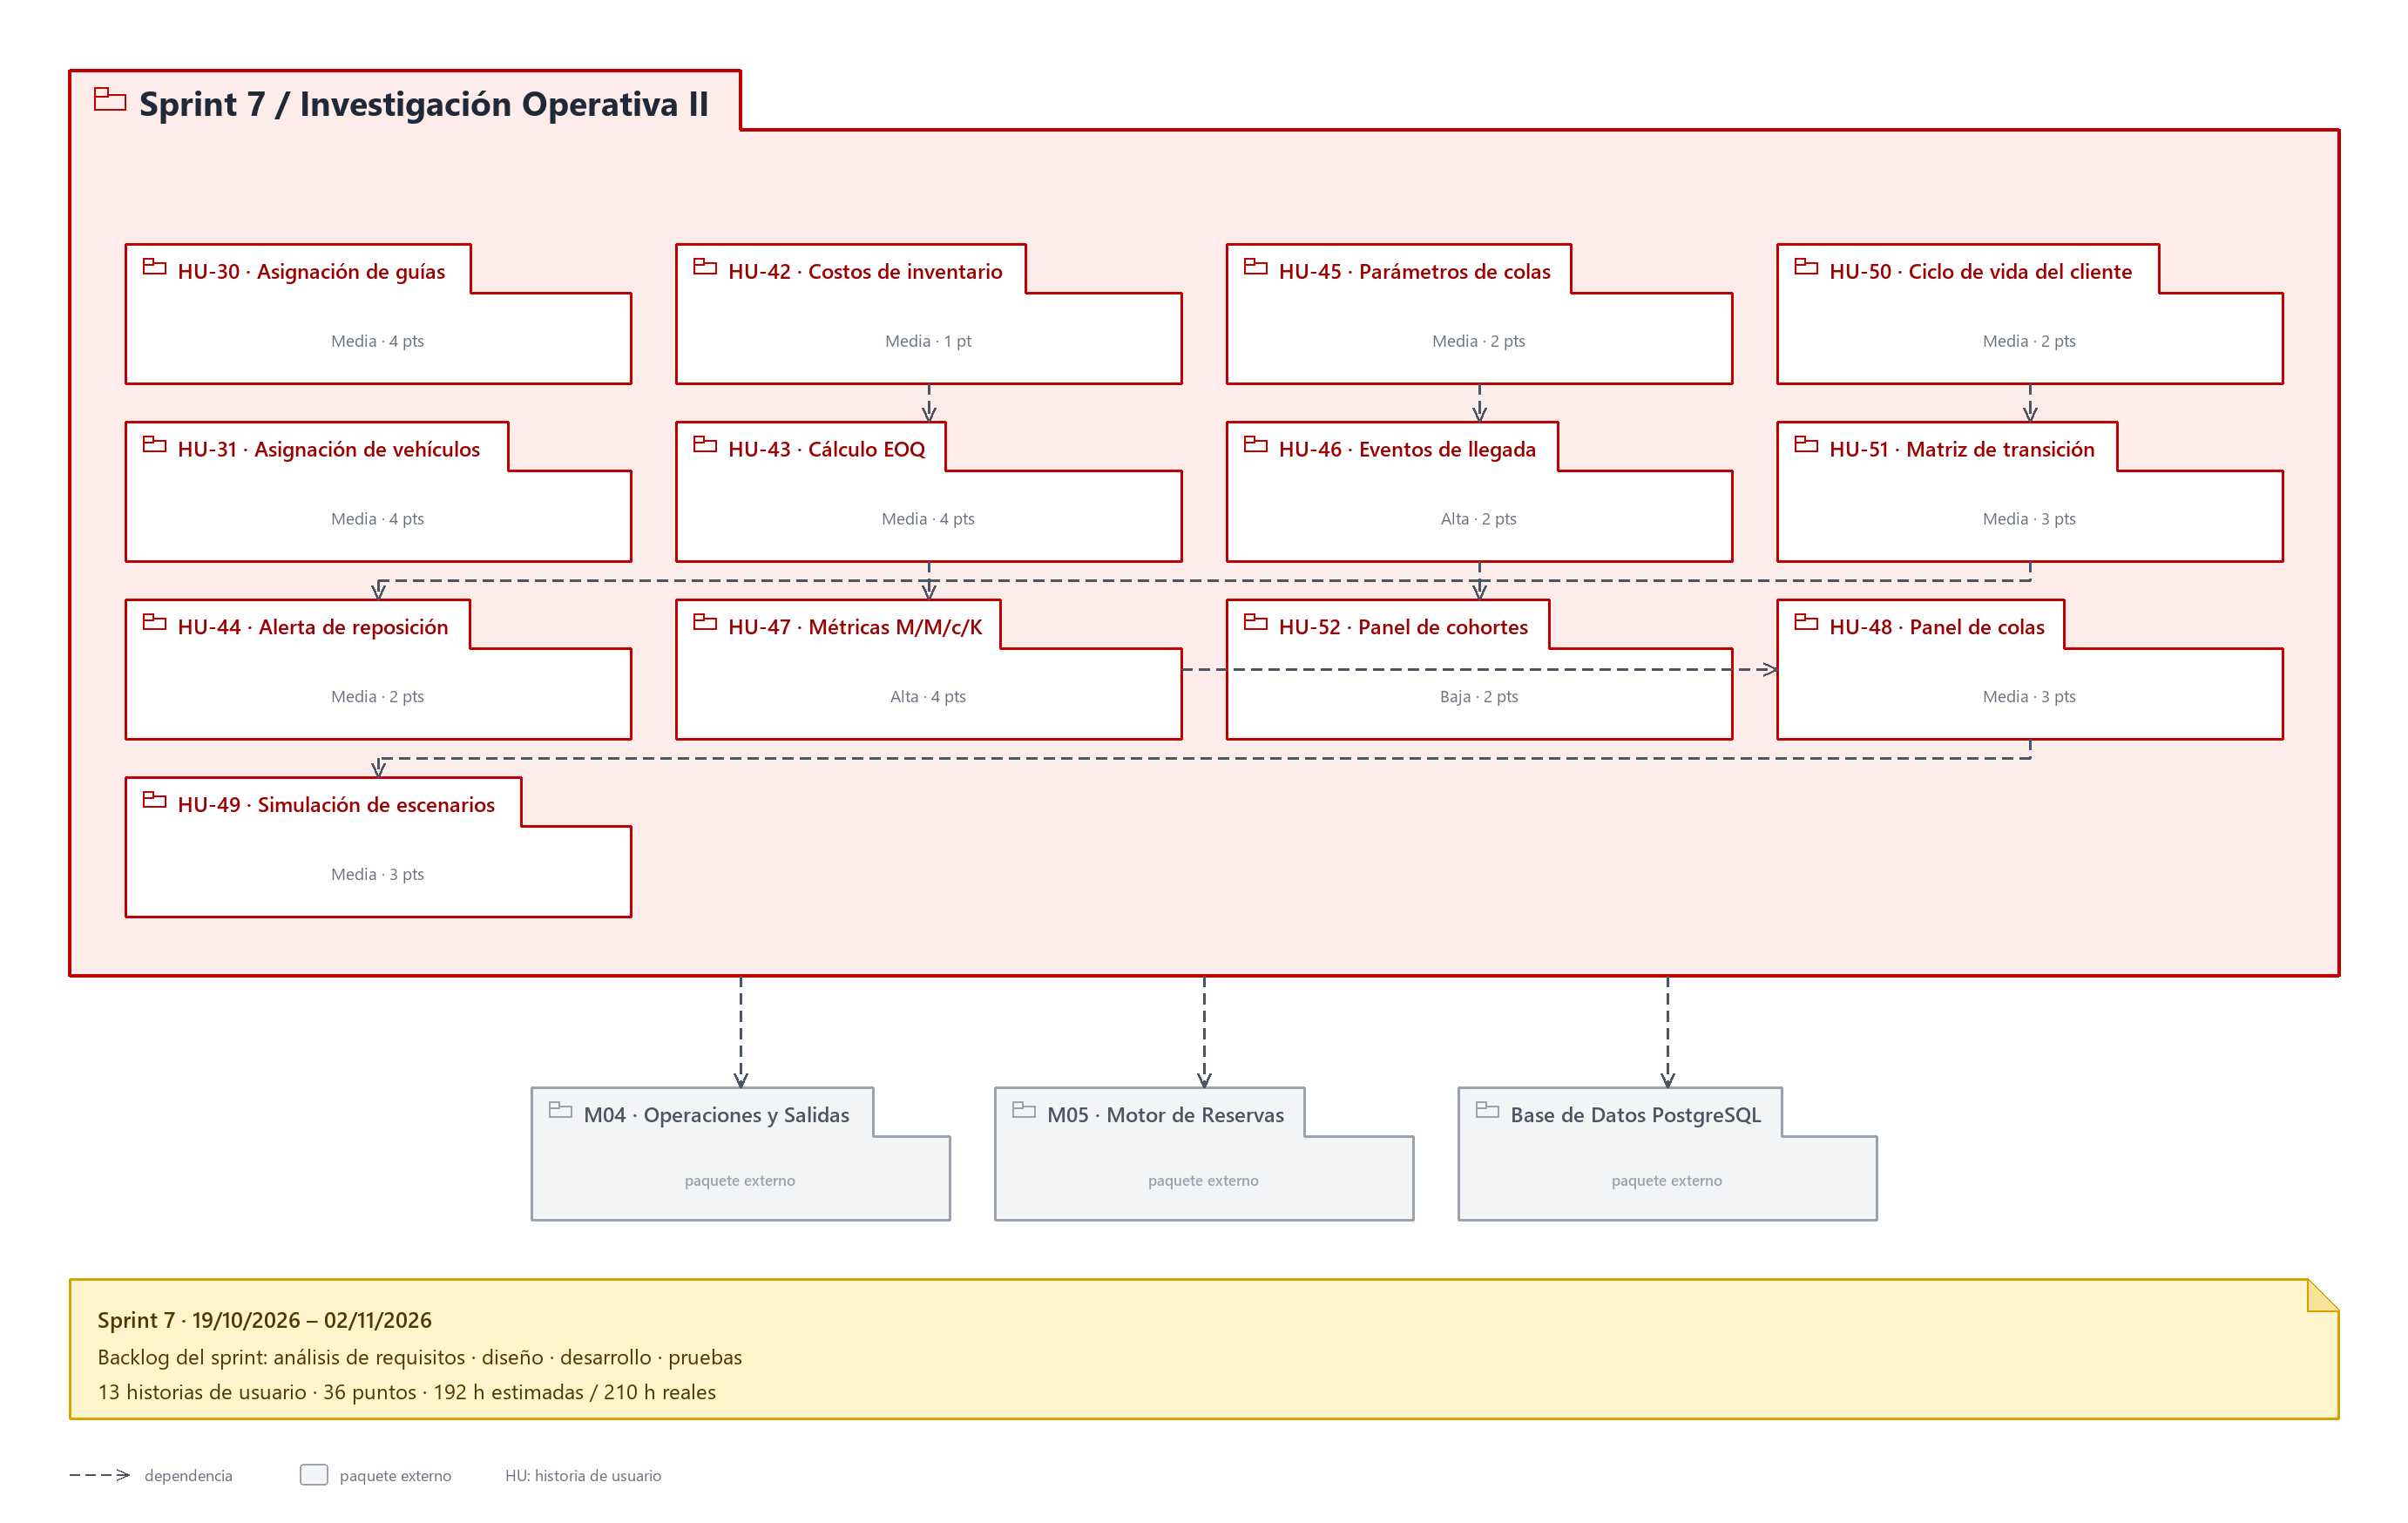 Sprint 7 / Investigación Operativa II
HU-30 · Asignación de guías
Media · 4 pts
HU-42 · Costos de inventario
Media · 1 pt
HU-45 · Parámetros de colas
Media · 2 pts
HU-50 · Ciclo de vida del cliente
Media · 2 pts
HU-31 · Asignación de vehículos
Media · 4 pts
HU-43 · Cálculo EOQ
Media · 4 pts
HU-46 · Eventos de llegada
Alta · 2 pts
HU-51 · Matriz de transición
Media · 3 pts
HU-44 · Alerta de reposición
Media · 2 pts
HU-47 · Métricas M/M/c/K
Alta · 4 pts
HU-52 · Panel de cohortes
Baja · 2 pts
HU-48 · Panel de colas
Media · 3 pts
HU-49 · Simulación de escenarios
Media · 3 pts
M04 · Operaciones y Salidas
paquete externo
M05 · Motor de Reservas
paquete externo
Base de Datos PostgreSQL
paquete externo
Sprint 7 · 19/10/2026 – 02/11/2026
Backlog del sprint: análisis de requisitos · diseño · desarrollo · pruebas
13 historias de usuario · 36 puntos · 192 h estimadas / 210 h reales
dependencia
paquete externo
HU: historia de usuario